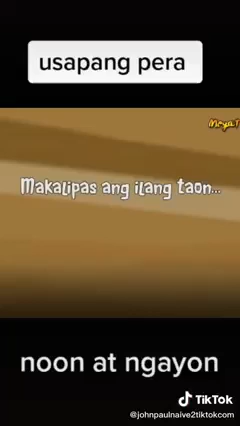 usapang pera
Makalipas ang ilang taon...
noon at ngayon
TikTok
@johnpaulnaive2tiktokcom